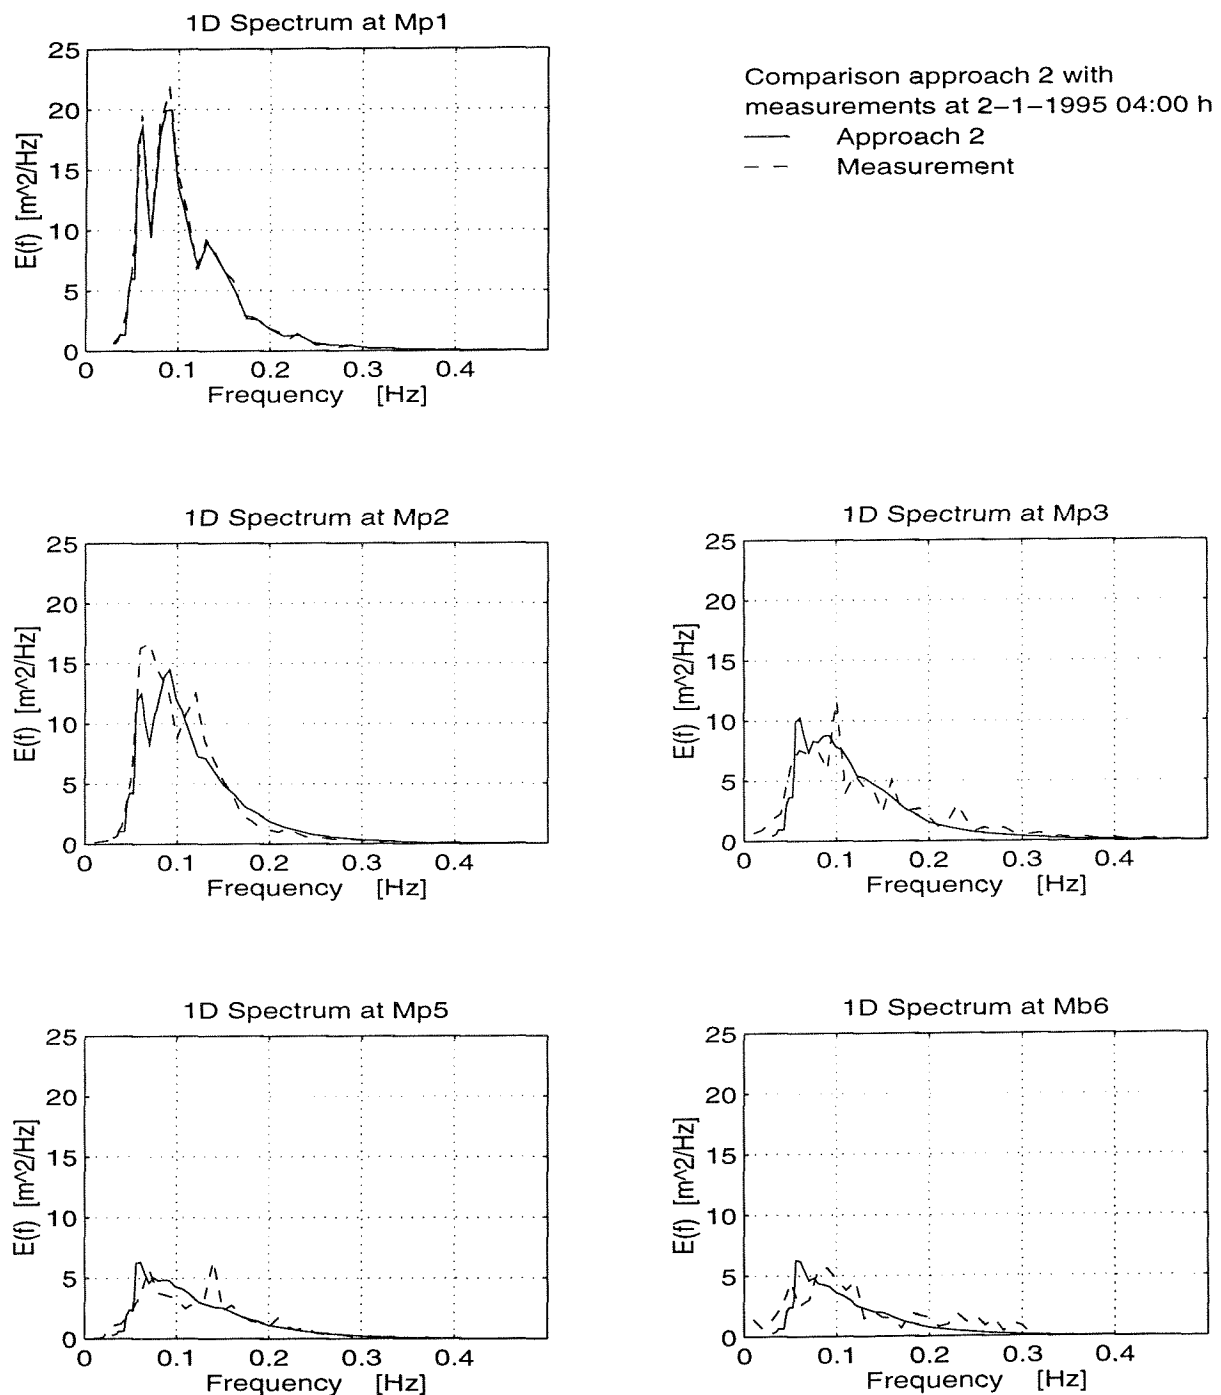 1D Spectrum at Mp1
25
20
15
10
5
0
E(f) [m^2/Hz]
0 0.1 0.2 0.3 0.4
Frequency [Hz]
Comparison approach 2 with
measurements at 2–1–1995 04:00 h
Approach 2
Measurement
1D Spectrum at Mp2
25
20
15
10
5
0
E(f) [m^2/Hz]
0 0.1 0.2 0.3 0.4
Frequency [Hz]
1D Spectrum at Mp3
25
20
15
10
5
0
E(f) [m^2/Hz]
0 0.1 0.2 0.3 0.4
Frequency [Hz]
1D Spectrum at Mp5
25
20
15
10
5
0
E(f) [m^2/Hz]
0 0.1 0.2 0.3 0.4
Frequency [Hz]
1D Spectrum at Mb6
25
20
15
10
5
0
E(f) [m^2/Hz]
0 0.1 0.2 0.3 0.4
Frequency [Hz]